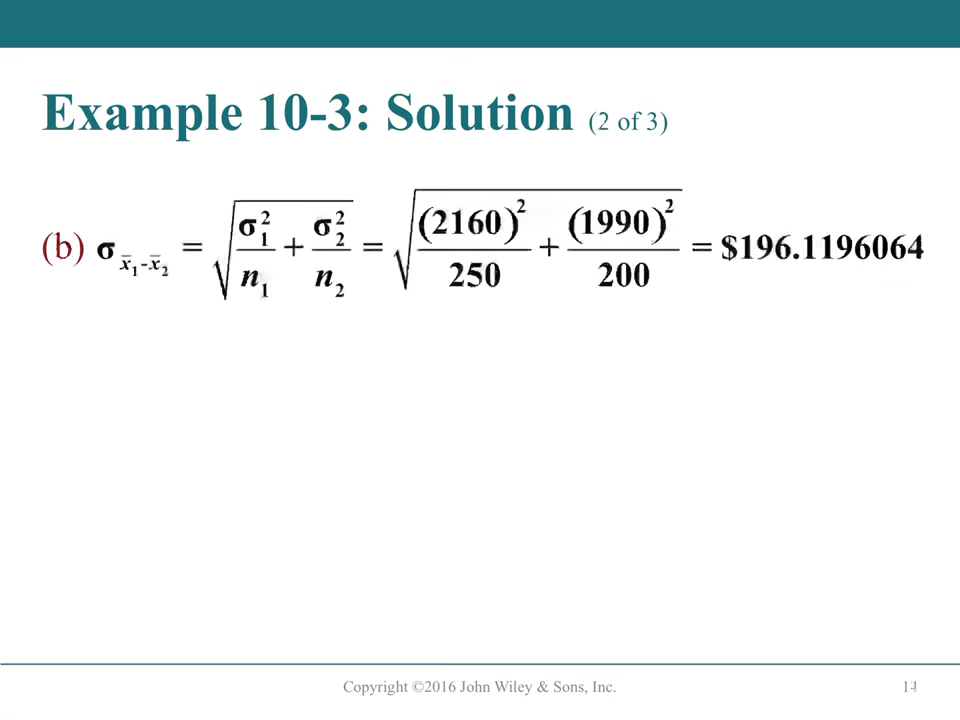 Example 10-3: Solution (2 of 3)
(b) σ_{x̄₁-x̄₂} = √(σ₁²/n₁ + σ₂²/n₂) = √((2160)²/250 + (1990)²/200) = $196.1196064
Copyright ©2016 John Wiley & Sons, Inc.